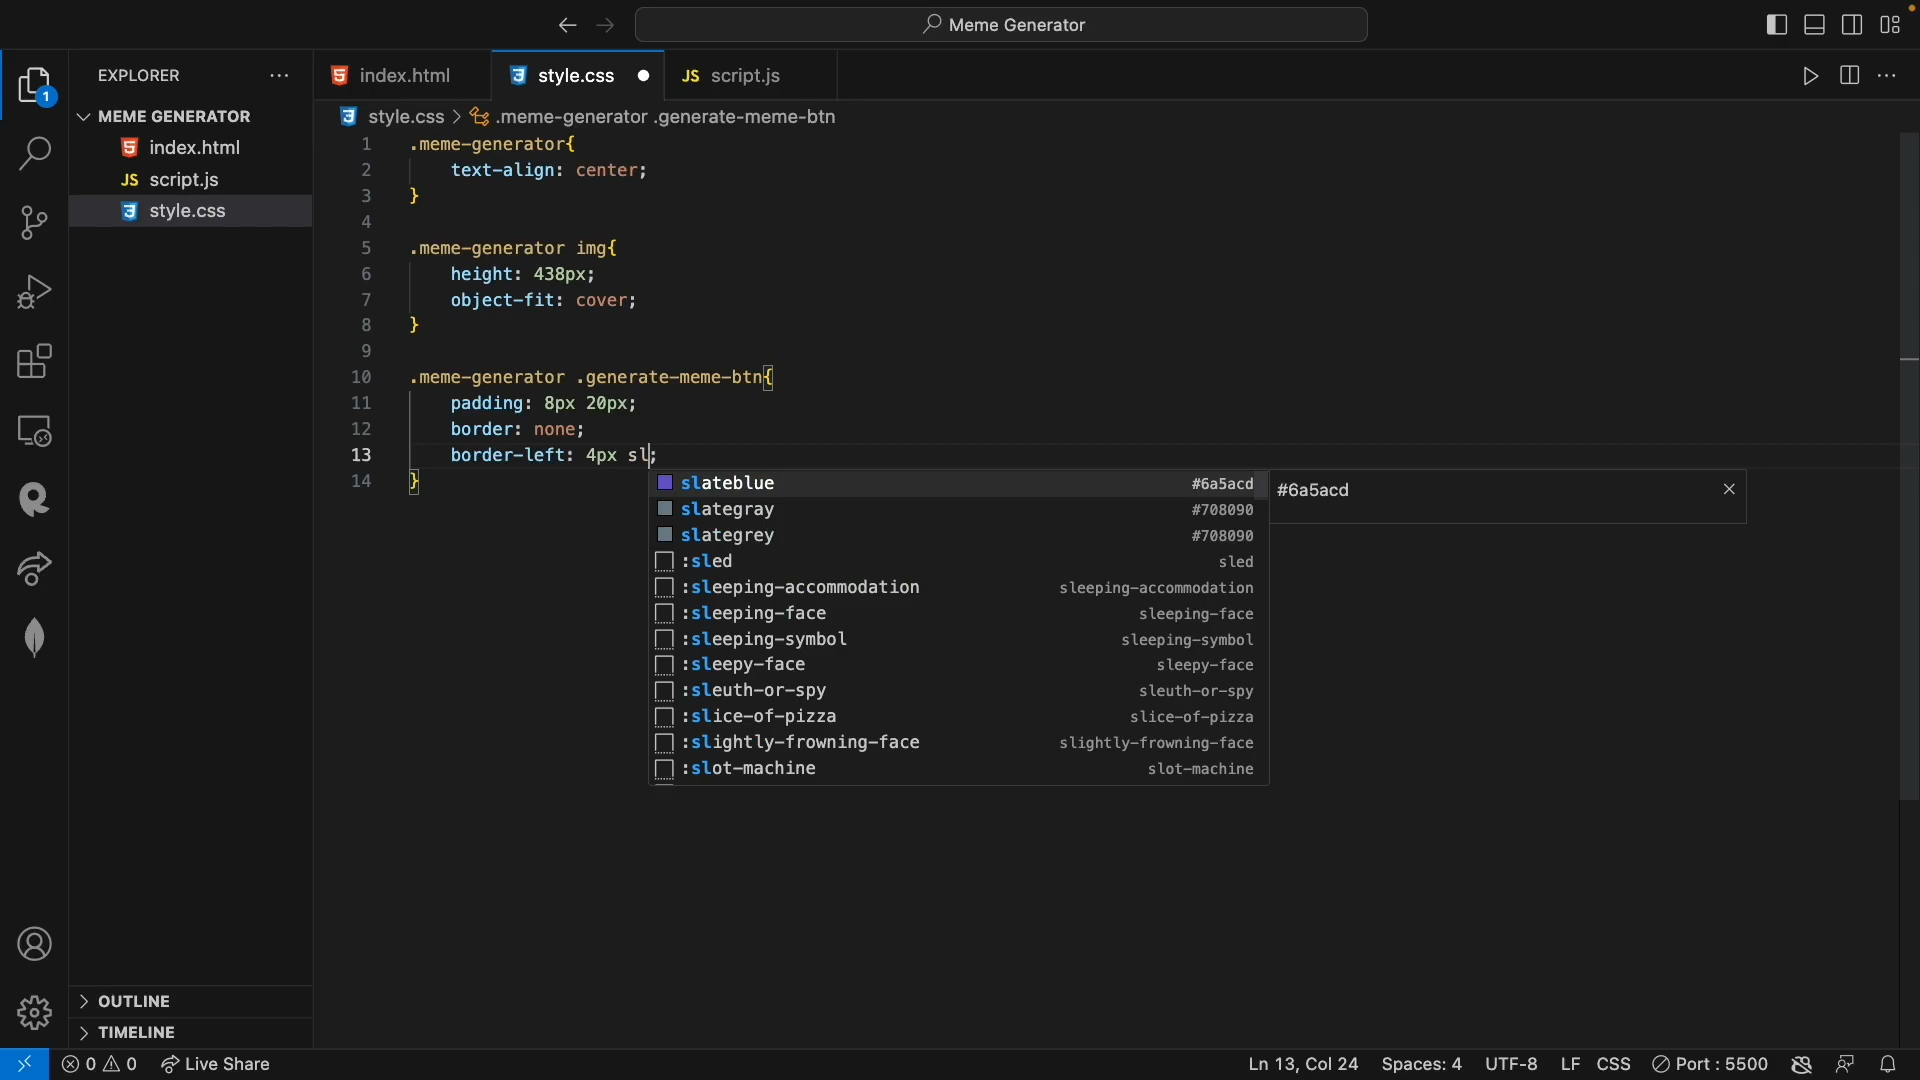 Meme Generator
EXPLORER
index.html
style.css
JS script.js
1
MEME GENERATOR
index.html
JS script.js
style.css
style.css > .meme-generator .generate-meme-btn
1 .meme-generator{
2 text-align: center;
3 }
4
5 .meme-generator img{
6 height: 438px;
7 object-fit: cover;
8 }
9
10 .meme-generator .generate-meme-btn{
11 padding: 8px 20px;
12 border: none;
13 border-left: 4px sl;
14 }
slateblue #6a5acd
#6a5acd
slategray #708090
slategrey #708090
:sled sled
:sleeping-accommodation sleeping-accommodation
:sleeping-face sleeping-face
:sleeping-symbol sleeping-symbol
:sleepy-face sleepy-face
:sleuth-or-spy sleuth-or-spy
:slice-of-pizza slice-of-pizza
:slightly-frowning-face slightly-frowning-face
:slot-machine slot-machine
OUTLINE
TIMELINE
0 0 Live Share Ln 13, Col 24 Spaces: 4 UTF-8 LF CSS Port : 5500